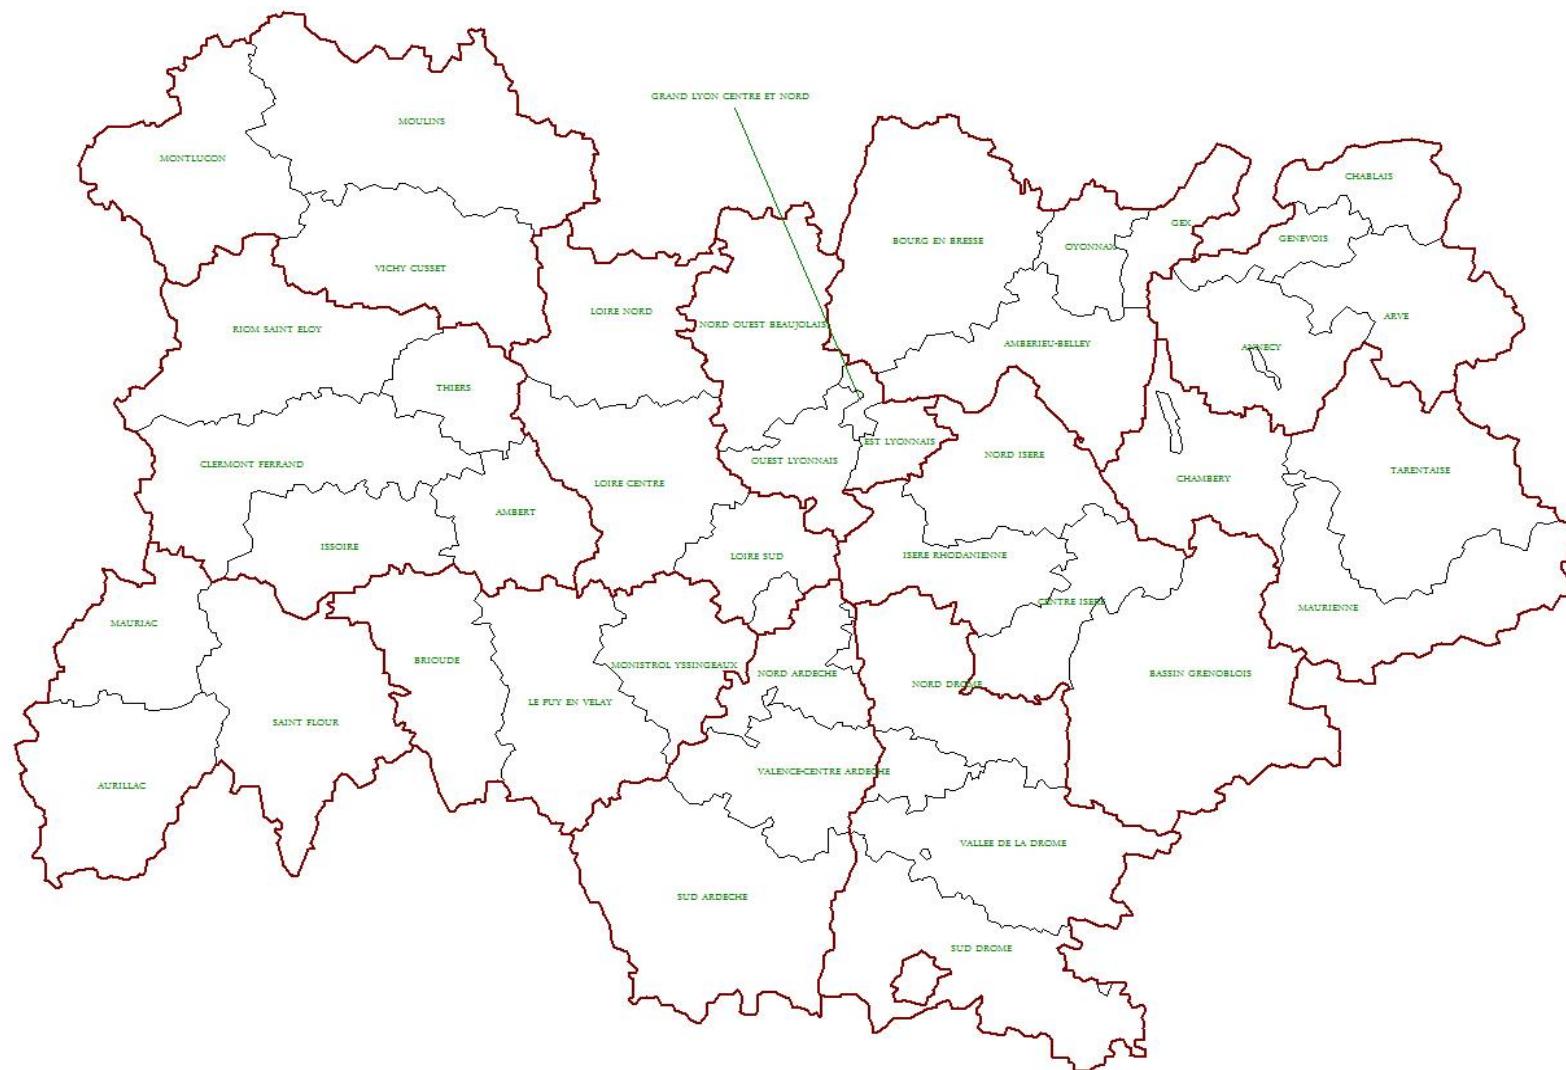 GRAND LYON CENTRE ET NORD
MOULINS
MONTLUCON
CHABLAIS
GEX
GENEVOIS
BOURG EN BRESSE
OYONNAX
VICHY CUSSET
LOIRE NORD
ARVE
NORD OUEST BEAUJOLAIS
RIOM SAINT ELOY
AMBERIEU-BELLEY
ANNECY
THIERS
EST LYONNAIS
NORD ISERE
OUEST LYONNAIS
CLERMONT FERRAND
TARENTAISE
CHAMBERY
LOIRE CENTRE
AMBERT
ISSOIRE
LOIRE SUD
ISERE RHODANIENNE
CENTRE ISERE
MAURIENNE
MAURIAC
BRIOUDE
MONISTROL YSSINGEAUX
NORD ARDECHE
BASSIN GRENOBLOIS
NORD DROME
LE PUY EN VELAY
SAINT FLOUR
VALENCE-CENTRE ARDECHE
AURILLAC
VALLEE DE LA DROME
SUD ARDECHE
SUD DROME